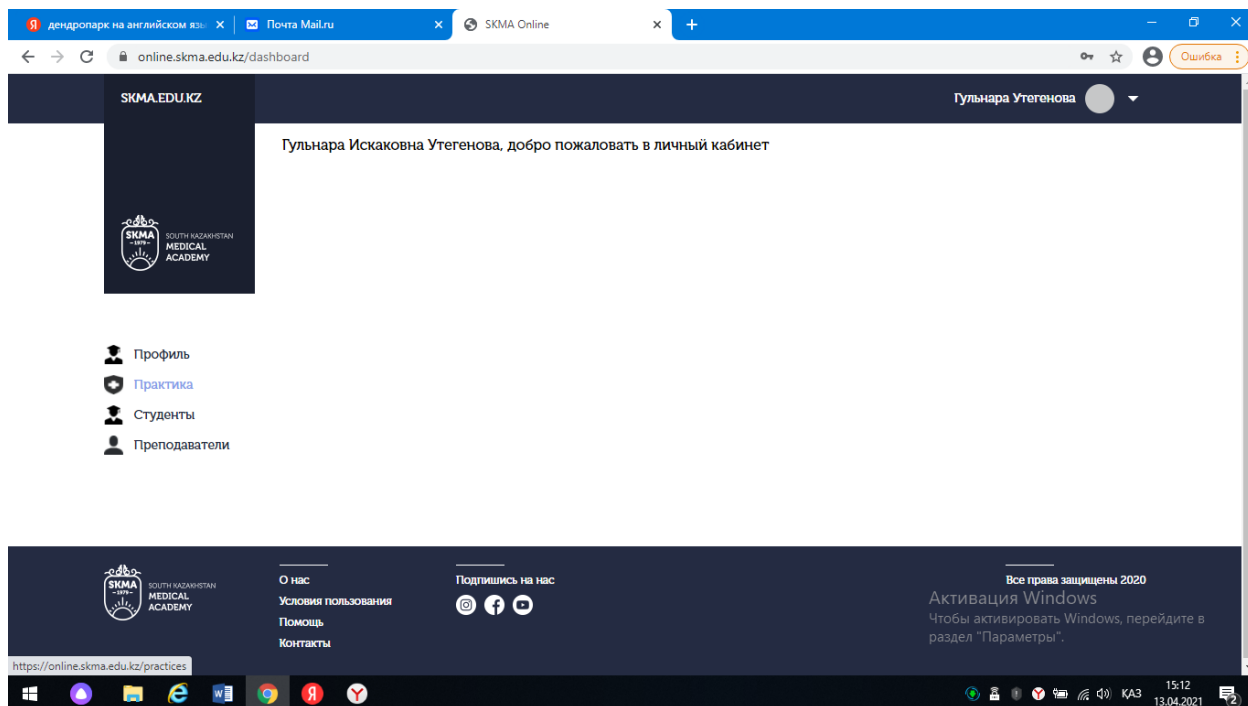 дендропарк на английском язы
Почта Mail.ru
SKMA Online
online.skma.edu.kz/dashboard
Ошибка
SKMA.EDU.KZ
Гульнара Утегенова
Гульнара Искаковна Утегенова, добро пожаловать в личный кабинет
SKMA
-1979-
SOUTH KAZAKHSTAN
MEDICAL
ACADEMY
Профиль
Практика
Студенты
Преподаватели
SKMA
-1979-
SOUTH KAZAKHSTAN
MEDICAL
ACADEMY
О нас
Условия пользования
Помощь
Контакты
Подпишись на нас
Все права защищены 2020
Активация Windows
Чтобы активировать Windows, перейдите в
раздел "Параметры".
https://online.skma.edu.kz/practices
ҚАЗ
15:12
13.04.2021
2